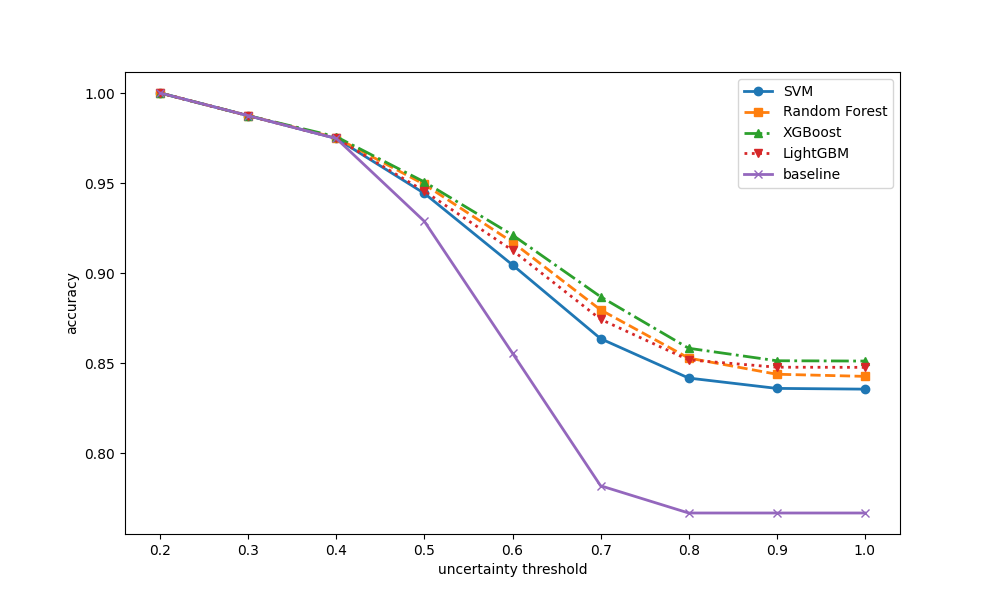 1.00
0.95
0.90
0.85
0.80
accuracy
SVM
Random Forest
XGBoost
LightGBM
baseline
0.2 0.3 0.4 0.5 0.6 0.7 0.8 0.9 1.0
uncertainty threshold